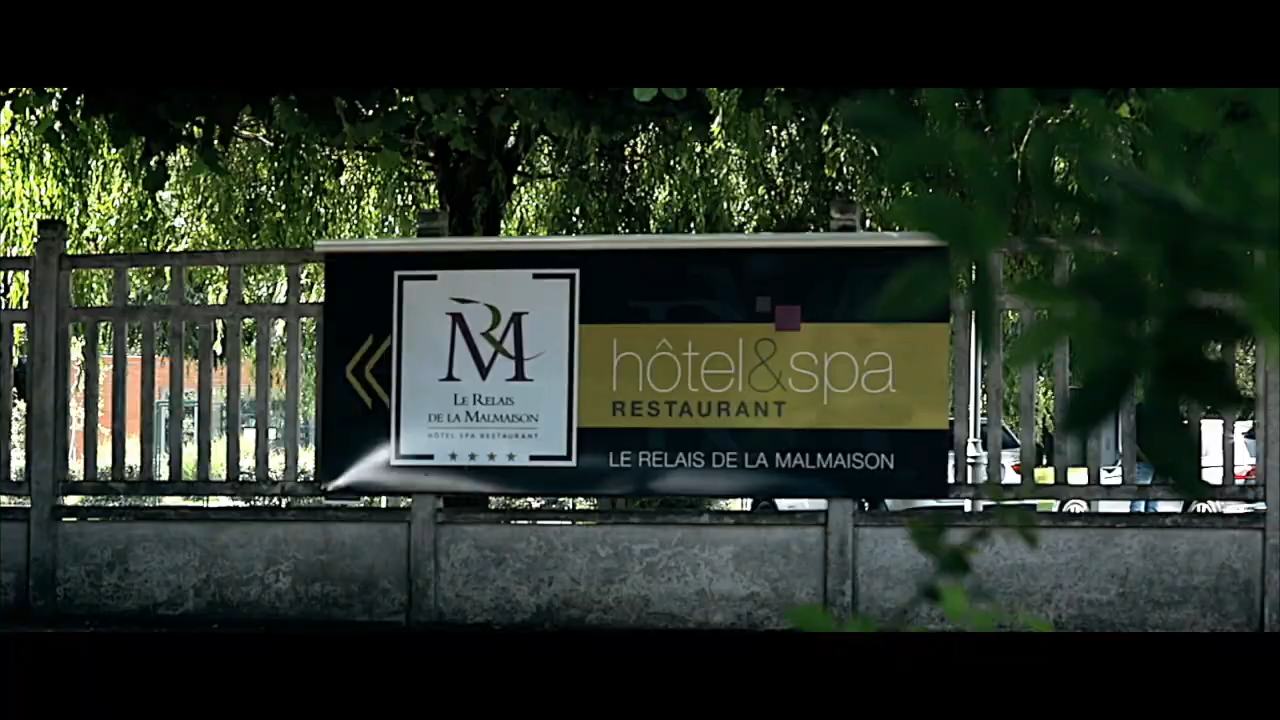 RM
LE RELAIS
DE LA MALMAISON
HÔTEL SPA RESTAURANT
hôtel&spa
RESTAURANT
LE RELAIS DE LA MALMAISON